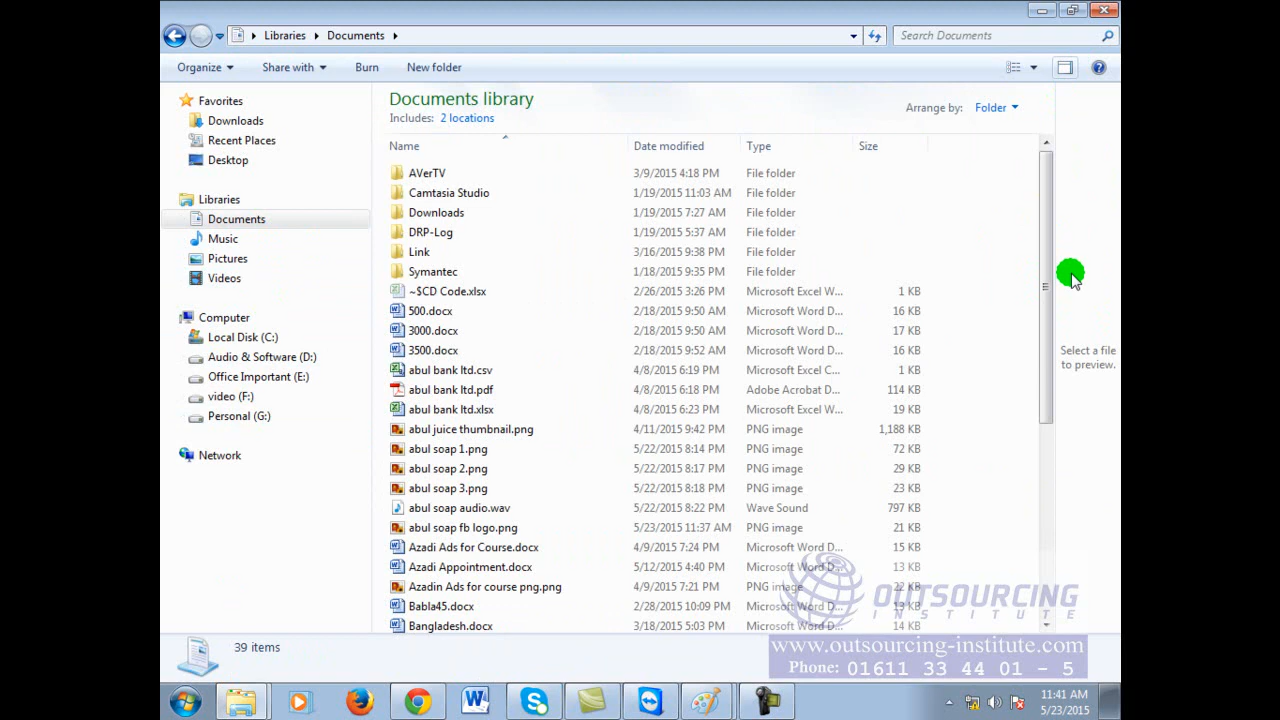 Libraries Documents
Search Documents
Organize Share with Burn New folder
Favorites
Downloads
Recent Places
Desktop
Libraries
Documents
Music
Pictures
Videos
Computer
Local Disk (C:)
Audio & Software (D:)
Office Important (E:)
video (F:)
Personal (G:)
Network
Documents library
Includes: 2 locations
Arrange by: Folder
Name Date modified Type Size
AVerTV 3/9/2015 4:18 PM File folder
Camtasia Studio 1/19/2015 11:03 AM File folder
Downloads 1/19/2015 7:27 AM File folder
DRP-Log 1/19/2015 5:37 AM File folder
Link 3/16/2015 9:38 PM File folder
Symantec 1/18/2015 9:35 PM File folder
~$CD Code.xlsx 2/26/2015 3:26 PM Microsoft Excel W... 1 KB
500.docx 2/18/2015 9:50 AM Microsoft Word D... 16 KB
3000.docx 2/18/2015 9:50 AM Microsoft Word D... 17 KB
3500.docx 2/18/2015 9:52 AM Microsoft Word D... 16 KB
abul bank ltd.csv 4/8/2015 6:19 PM Microsoft Excel C... 1 KB
abul bank ltd.pdf 4/8/2015 6:18 PM Adobe Acrobat D... 114 KB
abul bank ltd.xlsx 4/8/2015 6:23 PM Microsoft Excel W... 19 KB
abul juice thumbnail.png 4/11/2015 9:42 PM PNG image 1,188 KB
abul soap 1.png 5/22/2015 8:14 PM PNG image 72 KB
abul soap 2.png 5/22/2015 8:17 PM PNG image 29 KB
abul soap 3.png 5/22/2015 8:18 PM PNG image 23 KB
abul soap audio.wav 5/22/2015 8:22 PM Wave Sound 797 KB
abul soap fb logo.png 5/23/2015 11:37 AM PNG image 21 KB
Azadi Ads for Course.docx 4/9/2015 7:24 PM Microsoft Word D... 15 KB
Azadi Appointment.docx 5/12/2015 4:40 PM Microsoft Word D... 13 KB
Azadin Ads for course png.png 4/9/2015 7:21 PM PNG image 22 KB
Babla45.docx 2/28/2015 10:09 PM Microsoft Word D... 13 KB
Bangladesh.docx 3/18/2015 5:03 PM Microsoft Word D... 14 KB
Select a file
to preview.
OUTSOURCING
INSTITUTE
www.outsourcing-institute.com
Phone: 01611 33 44 01 - 5
39 items
11:41 AM
5/23/2015